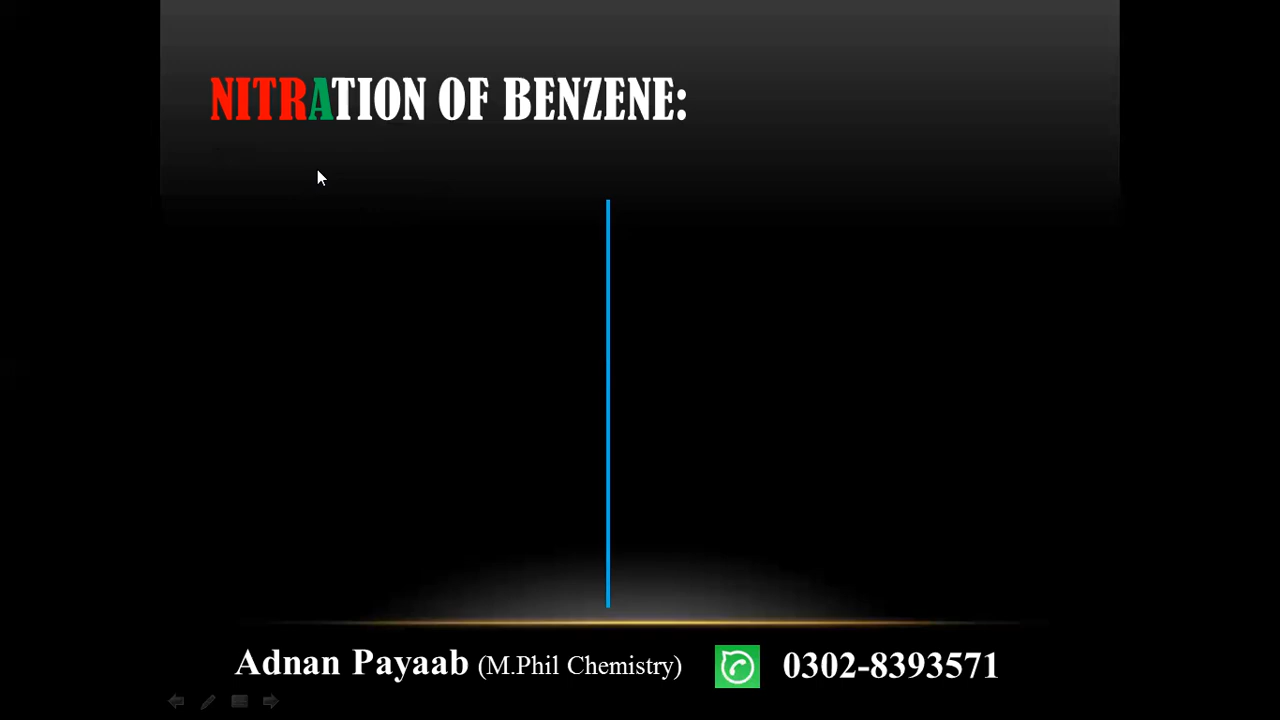 NITRATION OF BENZENE:
Adnan Payaab (M.Phil Chemistry) 0302-8393571